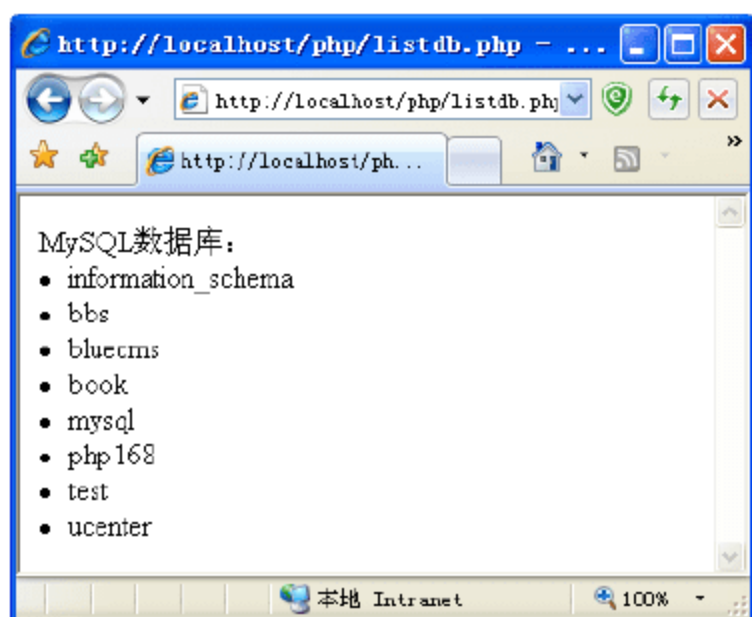 http://localhost/php/listdb.php - ...
http://localhost/php/listdb.php
http://localhost/ph...
»
MySQL数据库：
• information_schema
• bbs
• bluecms
• book
• mysql
• php168
• test
• ucenter
本地 Intranet
100%